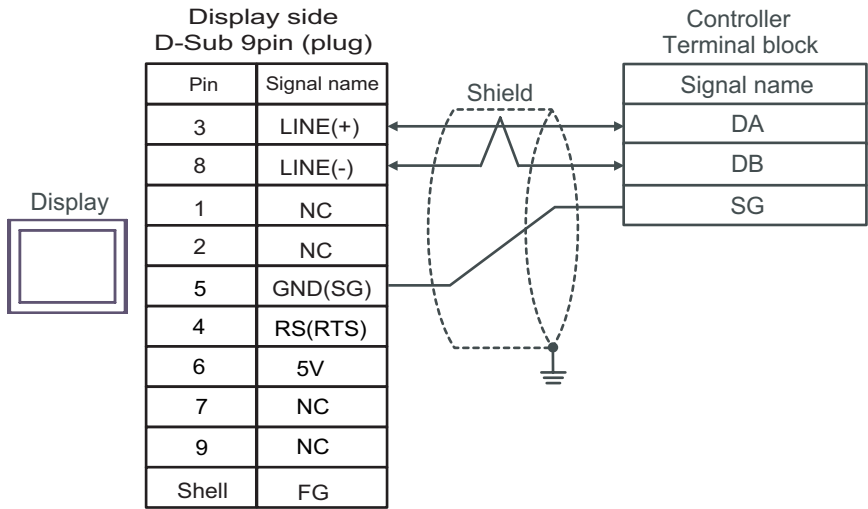 Display side
D-Sub 9pin (plug)
Controller
Terminal block
Pin Signal name
Shield
Signal name
3 LINE(+)
DA
8 LINE(-)
DB
Display
1 NC
SG
2 NC
5 GND(SG)
4 RS(RTS)
6 5V
7 NC
9 NC
Shell FG